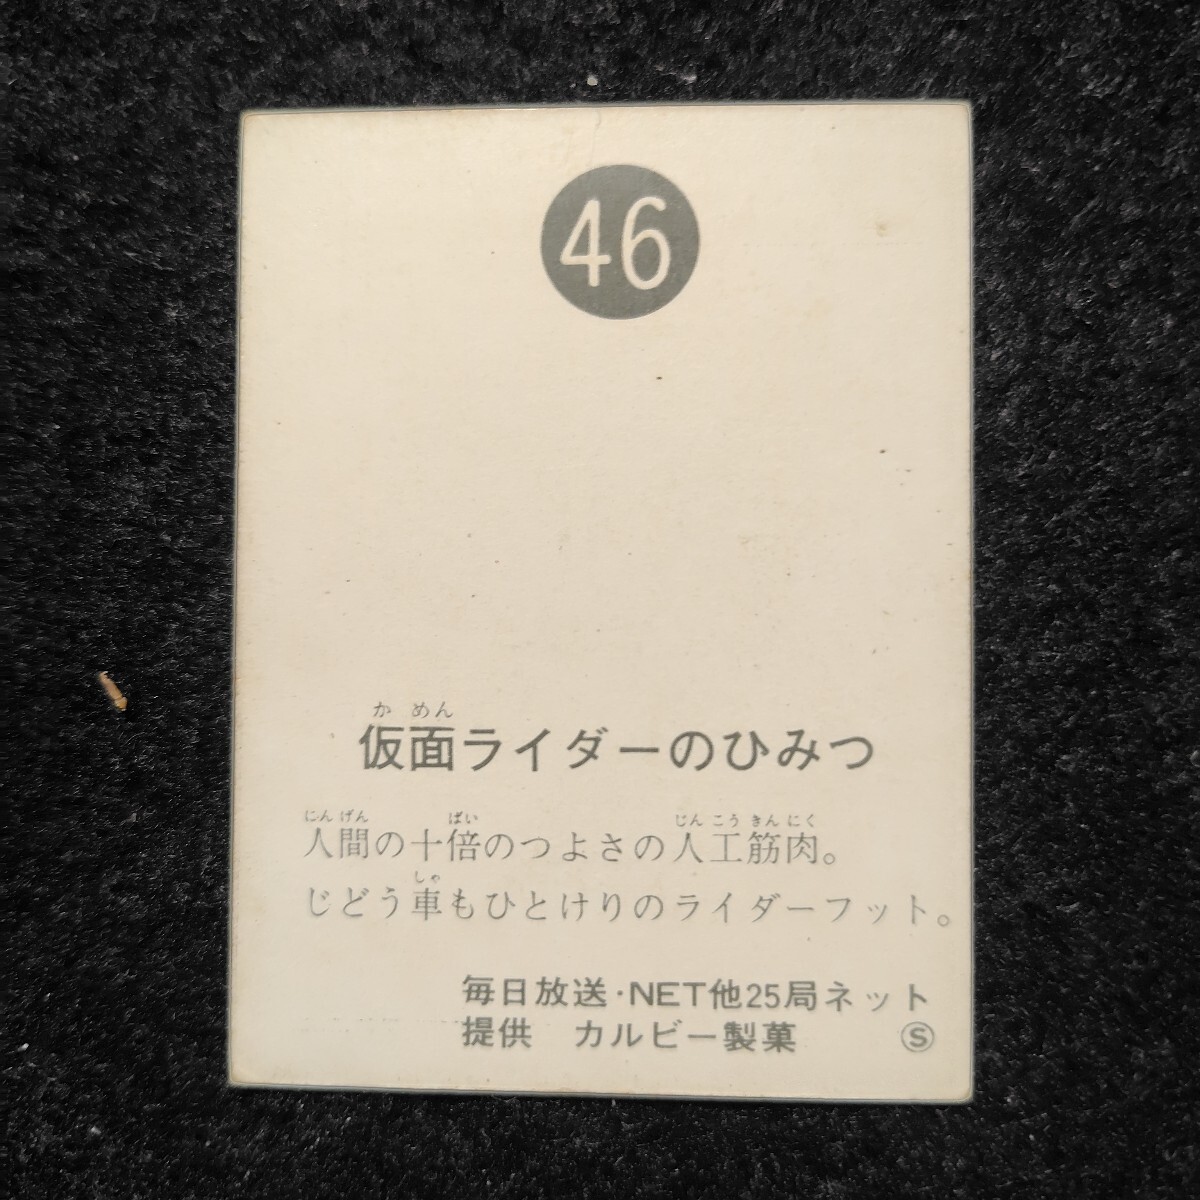 46
かめん
仮面ライダーのひみつ
にんげん ばい じんこうきんにく
人間の十倍のつよさの人工筋肉。
しゃ
じどう車もひとけりのライダーフット。
毎日放送・NET他25局ネット
提供 カルビー製菓 Ⓢ